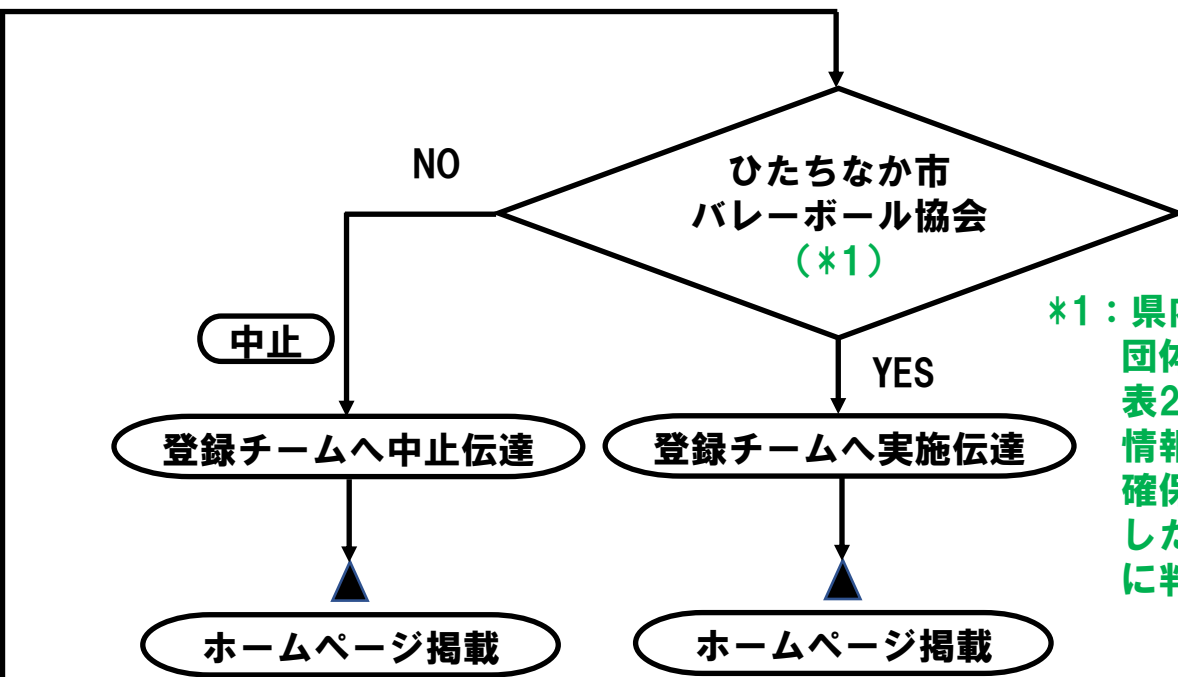 NO
ひたちなか市
バレーボール協会
(*1)
中止
YES
*1：県内
団体
表2
情報
確保
した
に判
登録チームへ中止伝達
登録チームへ実施伝達
ホームページ掲載
ホームページ掲載